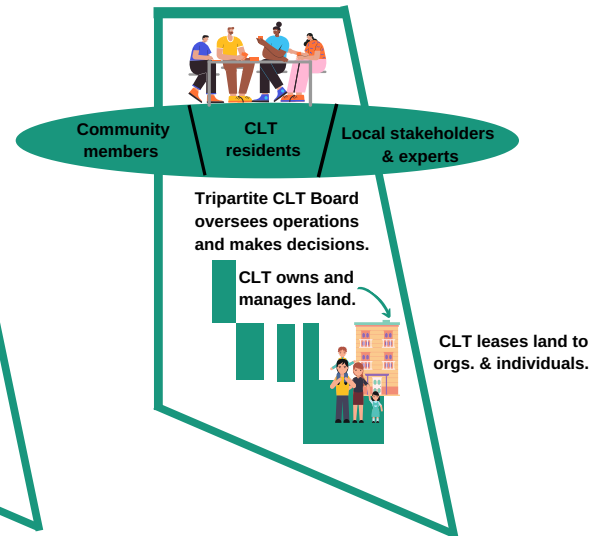 Community
members
CLT
residents
Local stakeholders
& experts
Tripartite CLT Board
oversees operations
and makes decisions.
CLT owns and
manages land.
CLT leases land to
orgs. & individuals.